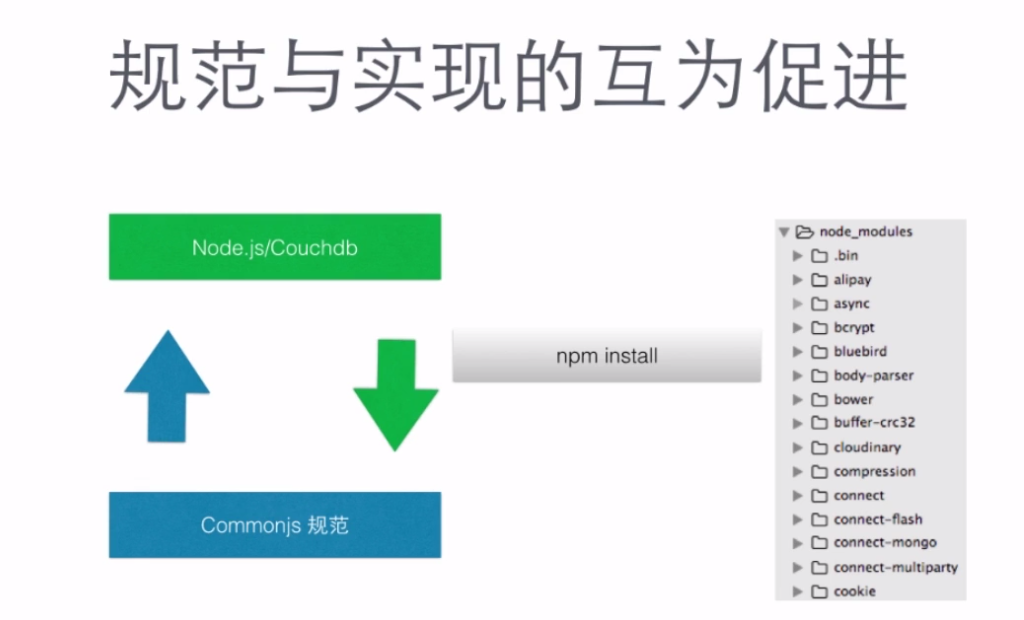 规范与实现的互为促进
Node.js/Couchdb
npm install
Commonjs 规范
node_modules
.bin
alipay
async
bcrypt
bluebird
body-parser
bower
buffer-crc32
cloudinary
compression
connect
connect-flash
connect-mongo
connect-multiparty
cookie